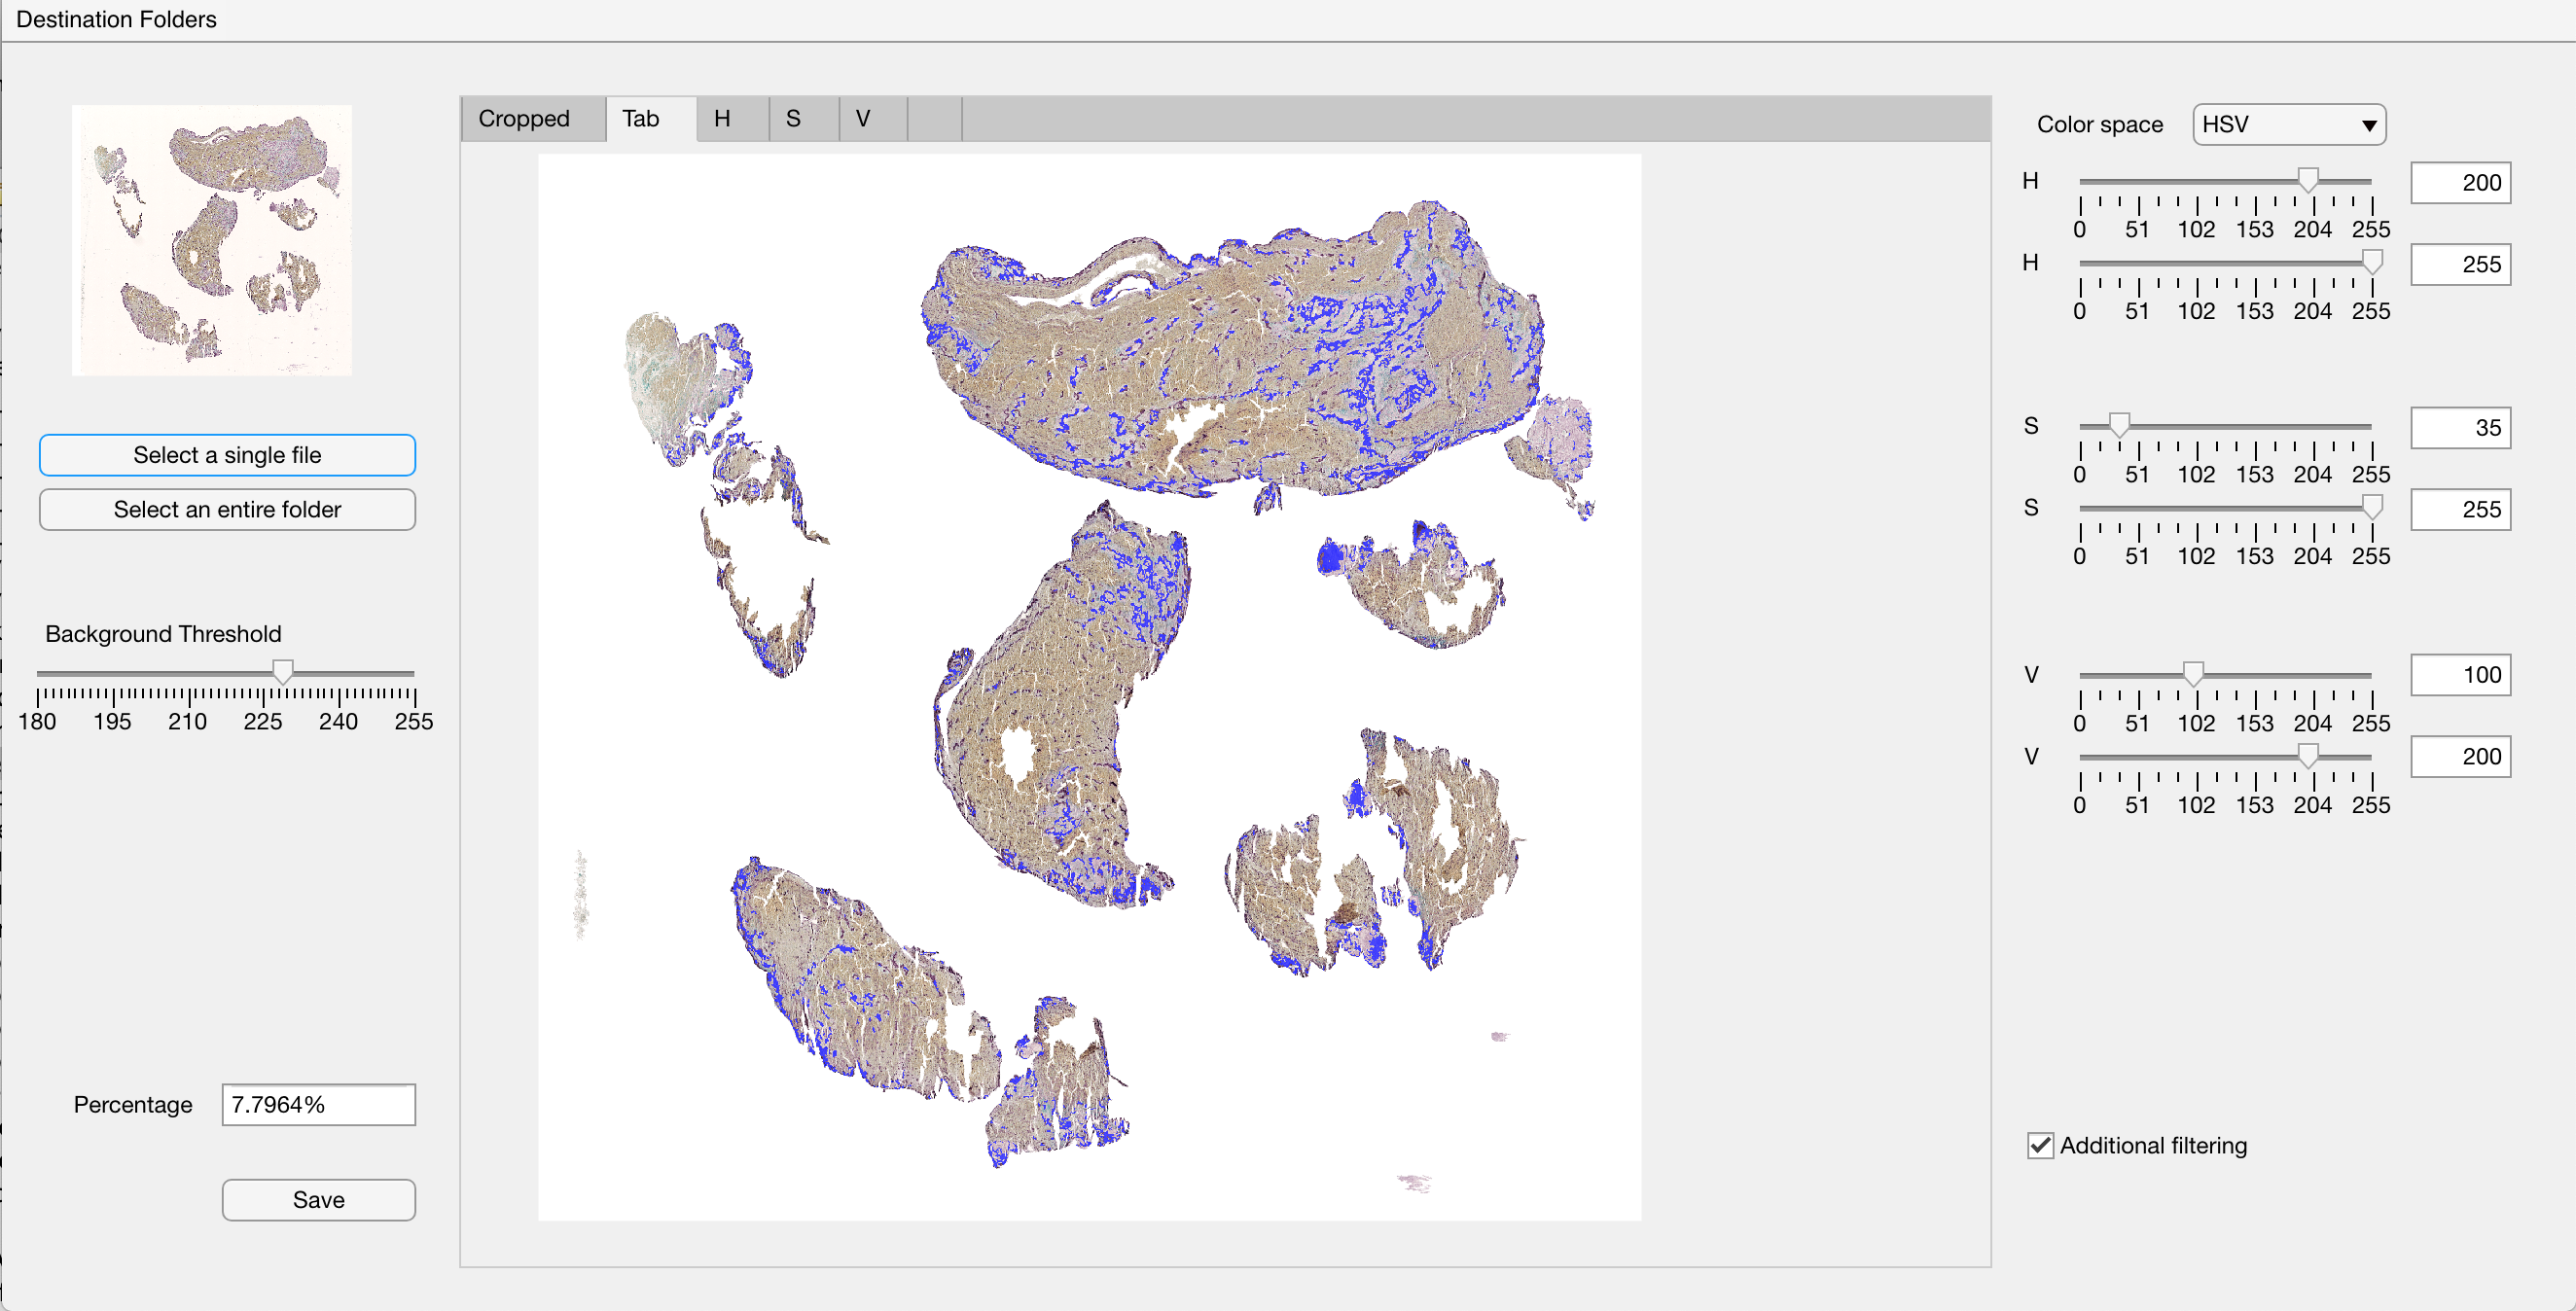 Destination Folders
Cropped Tab H S V
Color space HSV
H 200
0 51 102 153 204 255
H 255
0 51 102 153 204 255
S 35
0 51 102 153 204 255
S 255
0 51 102 153 204 255
V 100
0 51 102 153 204 255
V 200
0 51 102 153 204 255
Additional filtering
Select a single file
Select an entire folder
Background Threshold
180 195 210 225 240 255
Percentage 7.7964%
Save